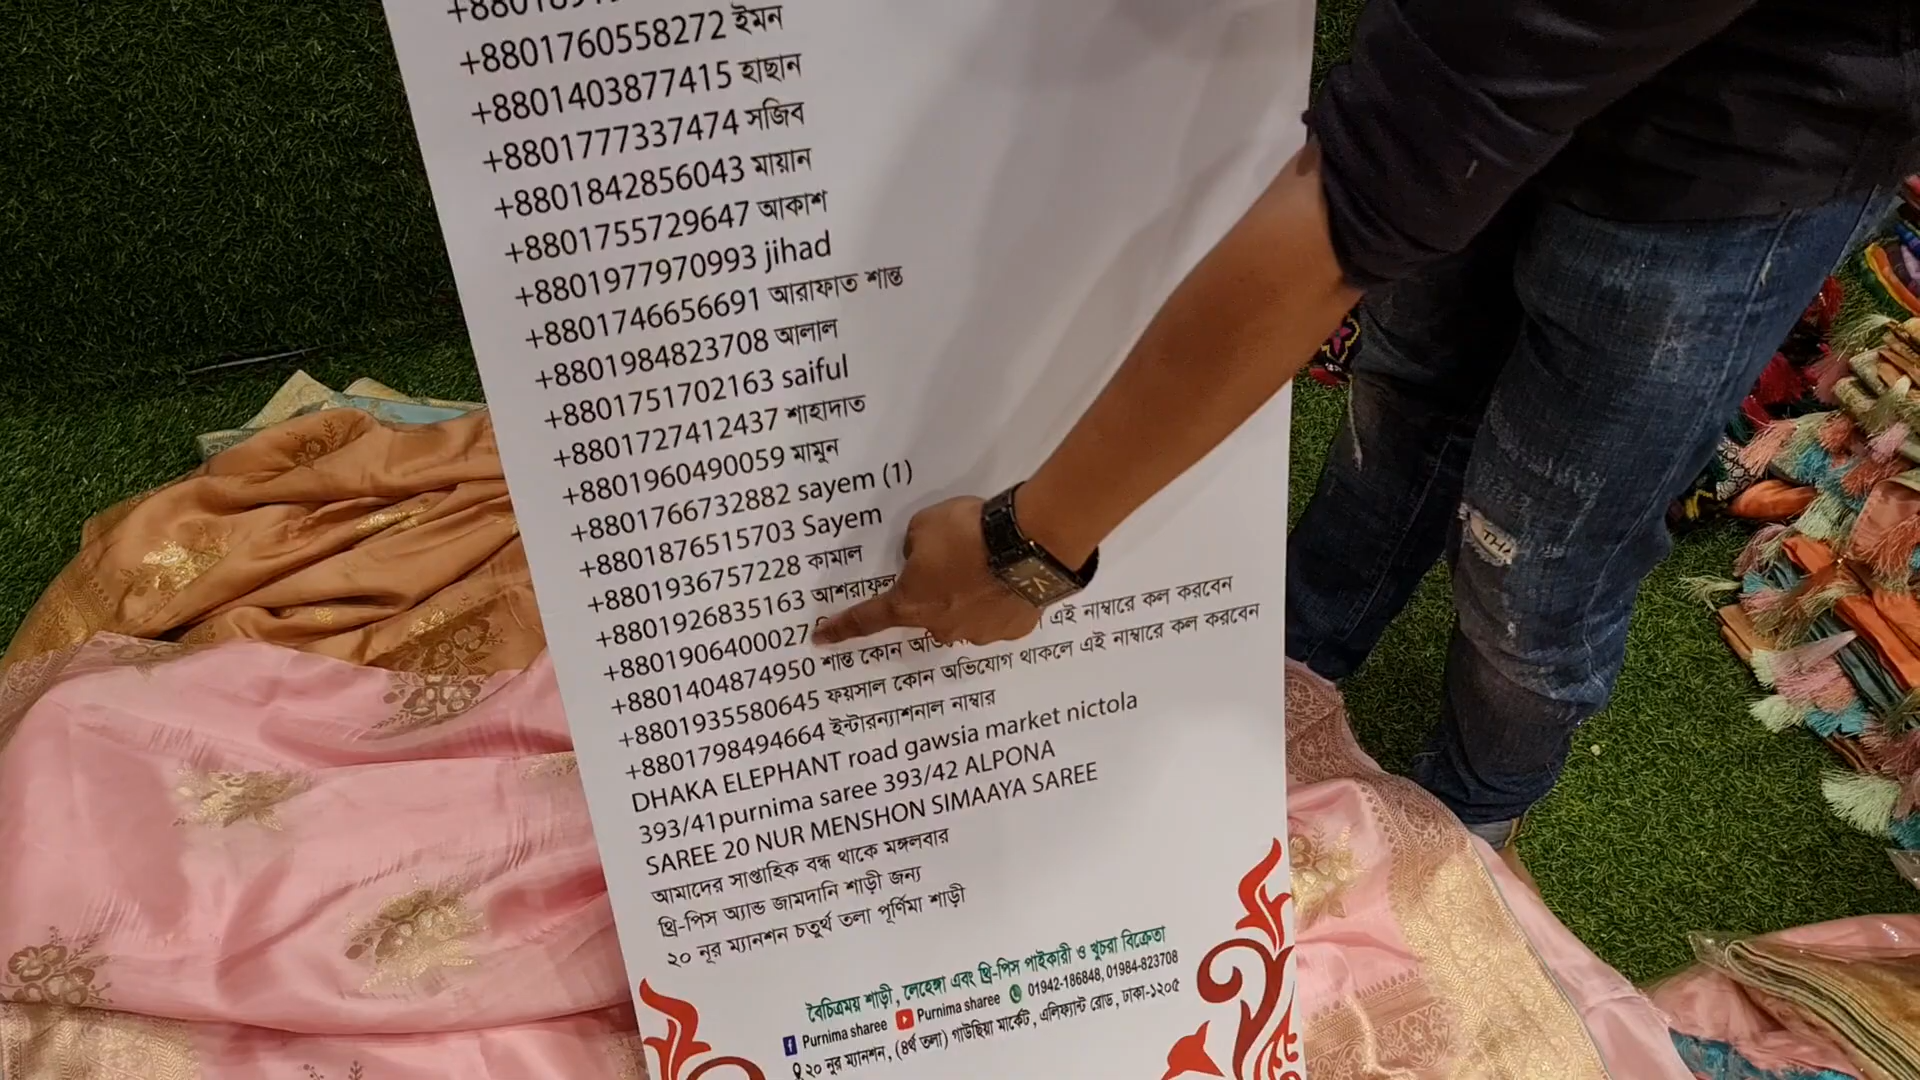 +8801760558272 ইমন
+8801403877415 হাছান
+8801777337474 সজিব
+8801842856043 মায়ান
+8801755729647 আকাশ
+8801977970993 jihad
+8801746656691 আরাফাত শান্ত
+8801984823708 আলাল
+8801751702163 saiful
+8801727412437 শাহাদাত
+8801960490059 মামুন
+8801766732882 sayem (1)
+8801876515703 Sayem
+8801936757228 কামাল
+8801926835163 আশরাফুল
+8801906400027
+8801404874950 শান্ত কোন এই নাম্বারে কল করবেন
+8801935580645 ফয়সাল কোন অভিযোগ থাকলে এই নাম্বারে কল করবেন
+8801798494664 ইন্টারন্যাশনাল নাম্বার
DHAKA ELEPHANT road gawsia market nictola
393/41purnima saree 393/42 ALPONA
SAREE 20 NUR MENSHON SIMAAYA SAREE
আমাদের সাপ্তাহিক বন্ধ থাকে মঙ্গলবার
থ্রি-পিস অ্যান্ড জামদানি শাড়ী জন্য
২০ নূর ম্যানশন চতুর্থ তলা পূর্ণিমা শাড়ী
বৈচিত্রময় শাড়ী, লেহেঙ্গা এবং থ্রি-পিস পাইকারী ও খুচরা বিক্রেতা
Purnima sharee Purnima sharee 01942-186848, 01984-823708
২০ নূর ম্যানশন, (৪র্থ তলা) গাউছিয়া মার্কেট, এলিফ্যান্ট রোড, ঢাকা-১২০৫